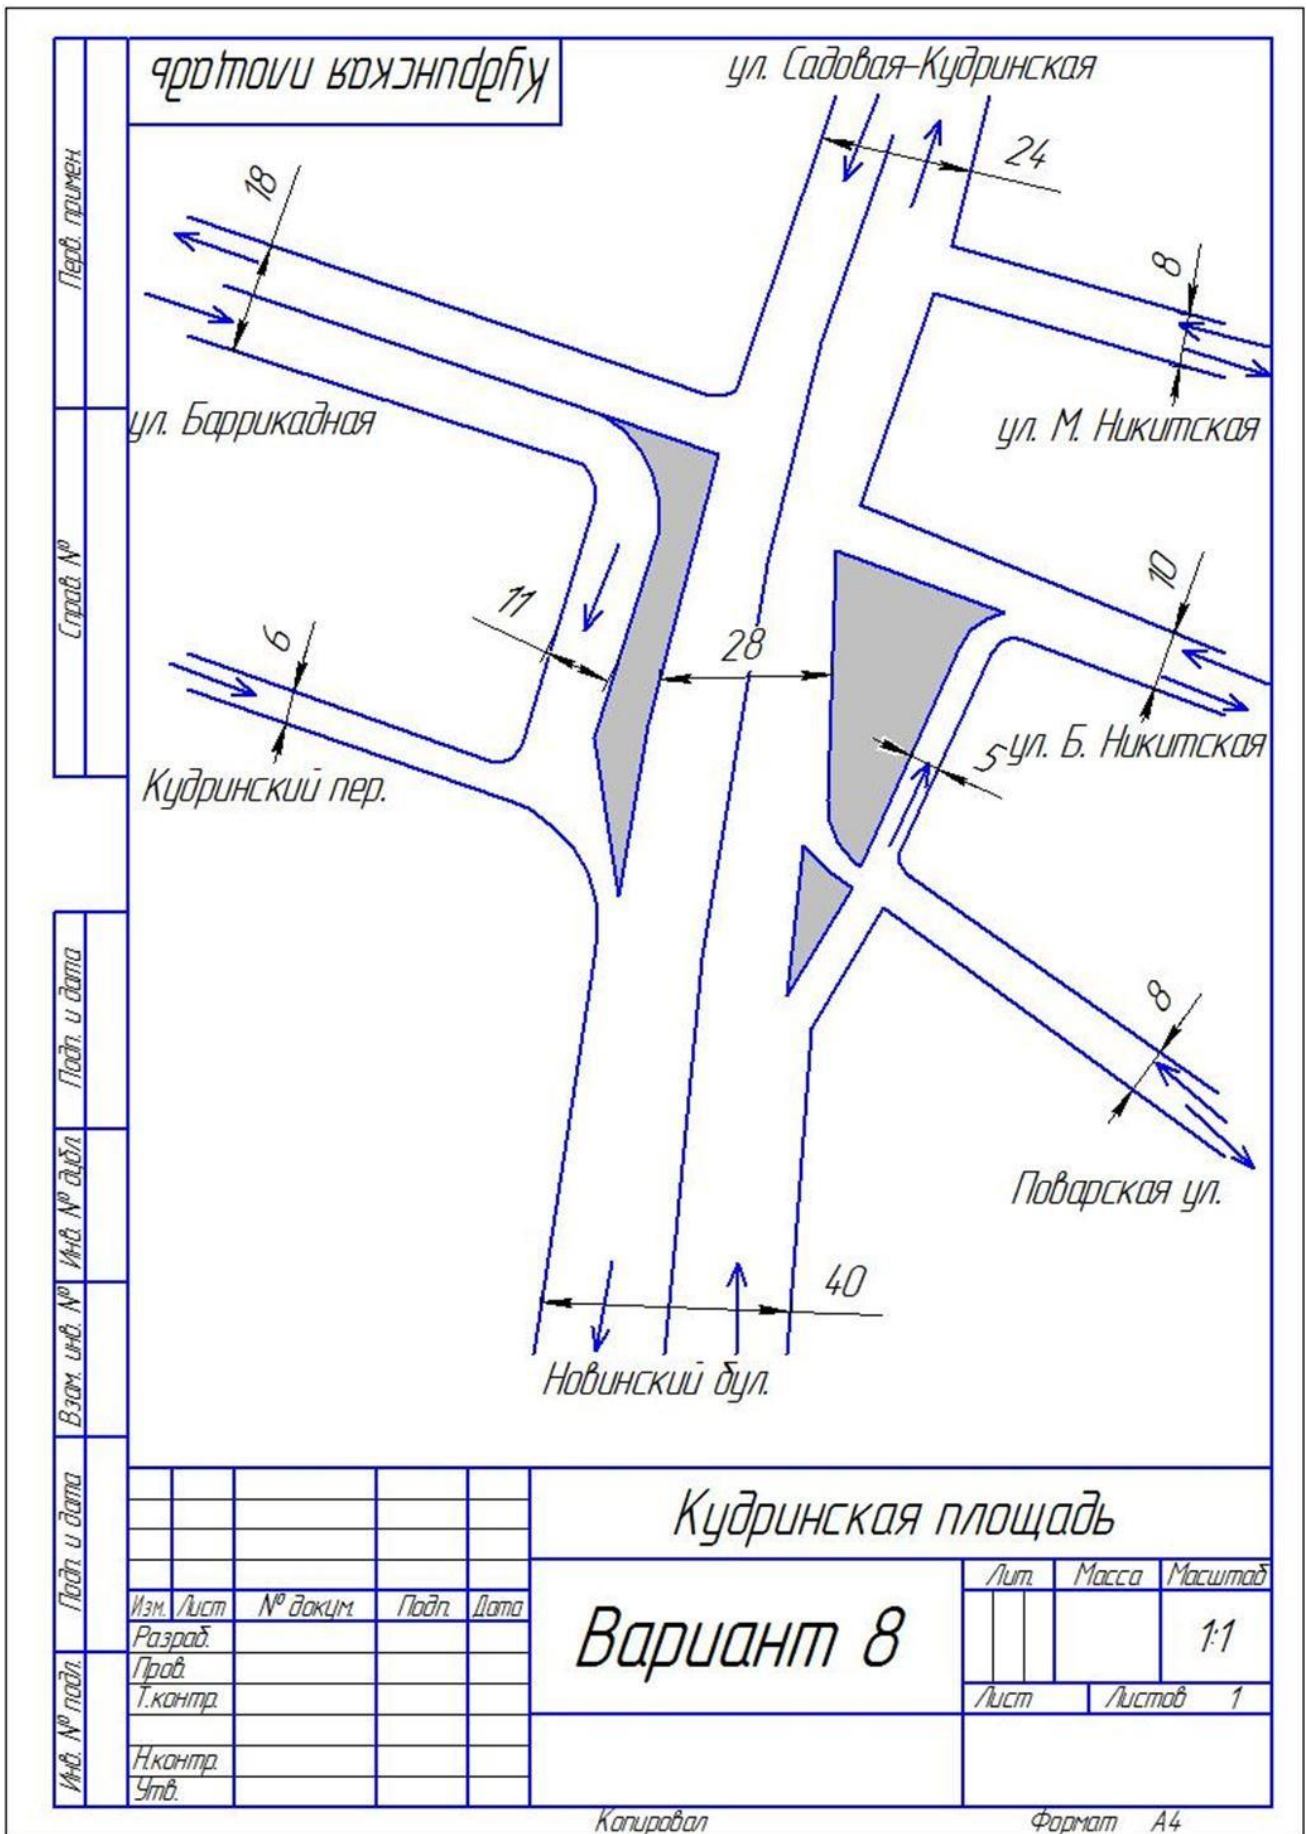 Кудринская площадь
ул. Садовая-Кудринская
24
18
8
ул. Баррикадная
ул. М. Никитская
10
11
28
6
5
ул. Б. Никитская
Кудринский пер.
8
Поварская ул.
40
Новинский бул.
Перв. примен.
Справ. №
Подп. и дата
Инв. № дубл.
Взам. инв. №
Подп. и дата
Инв. № подл.
Кудринская площадь
Вариант 8
Лит. Масса Масштаб
1:1
Лист Листов 1
Изм. Лист № докум. Подп. Дата
Разраб.
Пров.
Т.контр.
Н.контр.
Утв.
Копировал Формат А4